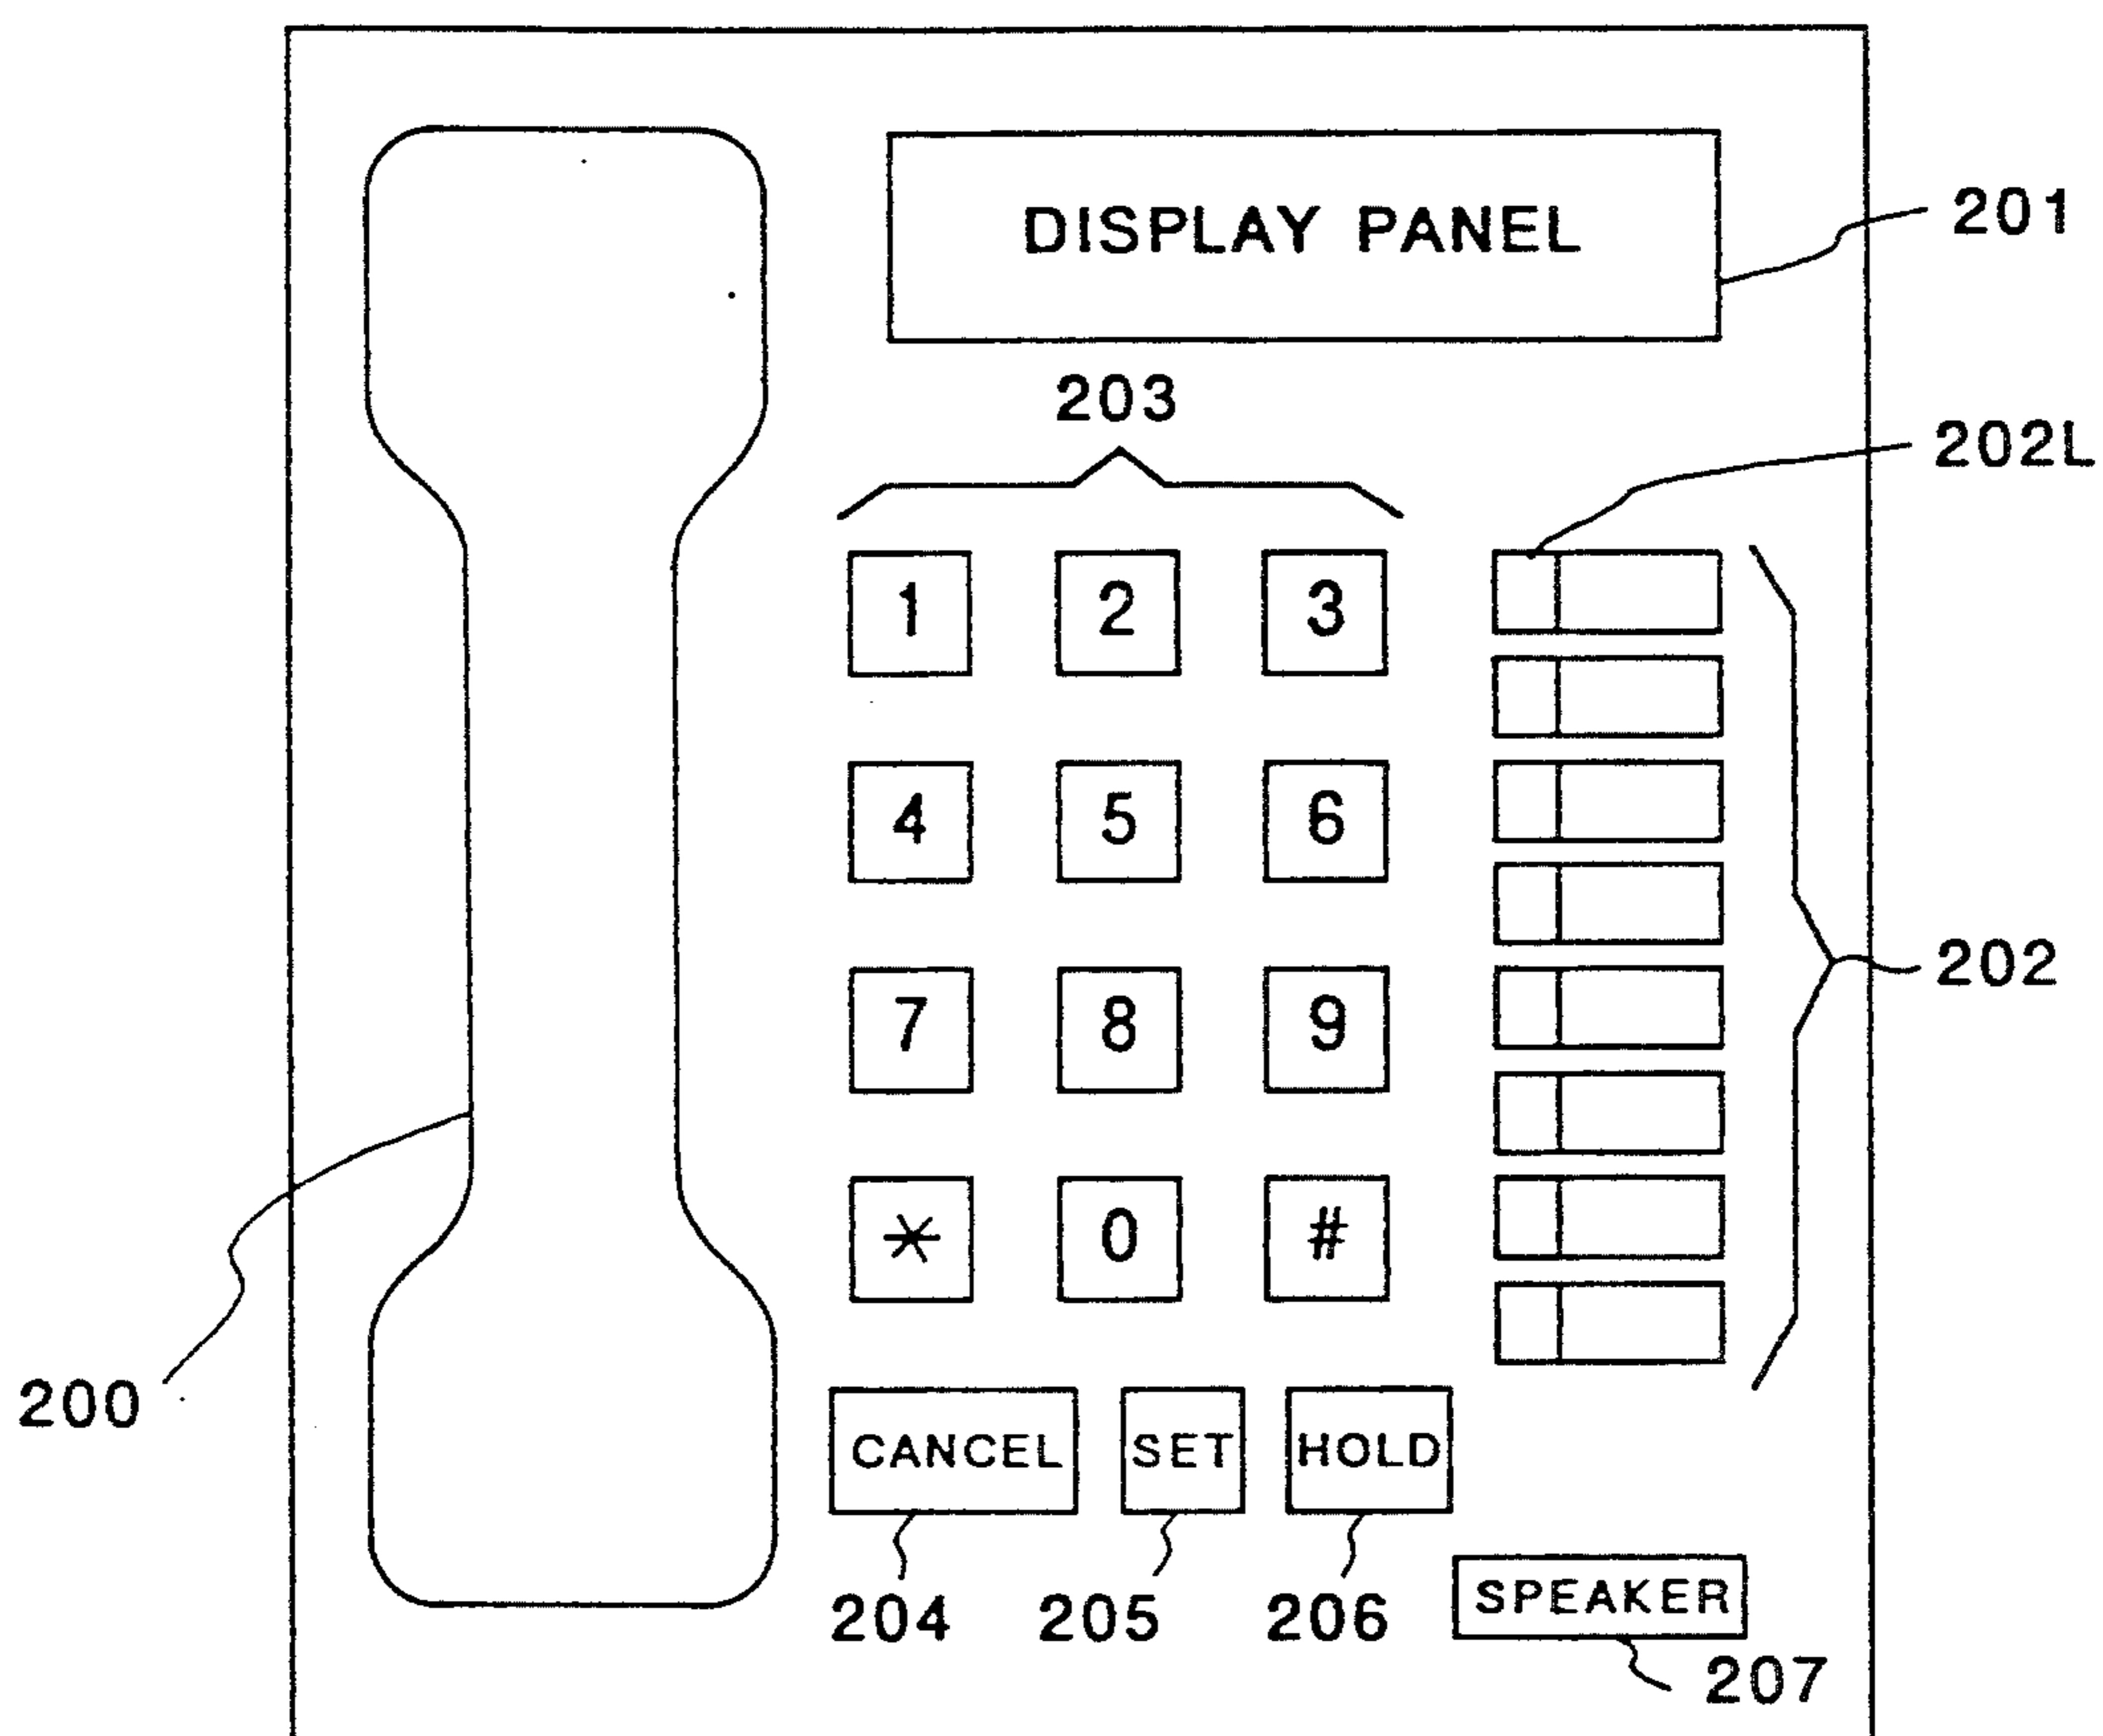 DISPLAY PANEL
201
203
202L
1 2 3
4 5 6
7 8 9
202
* 0 #
200
CANCEL SET HOLD
204 205 206
SPEAKER
207